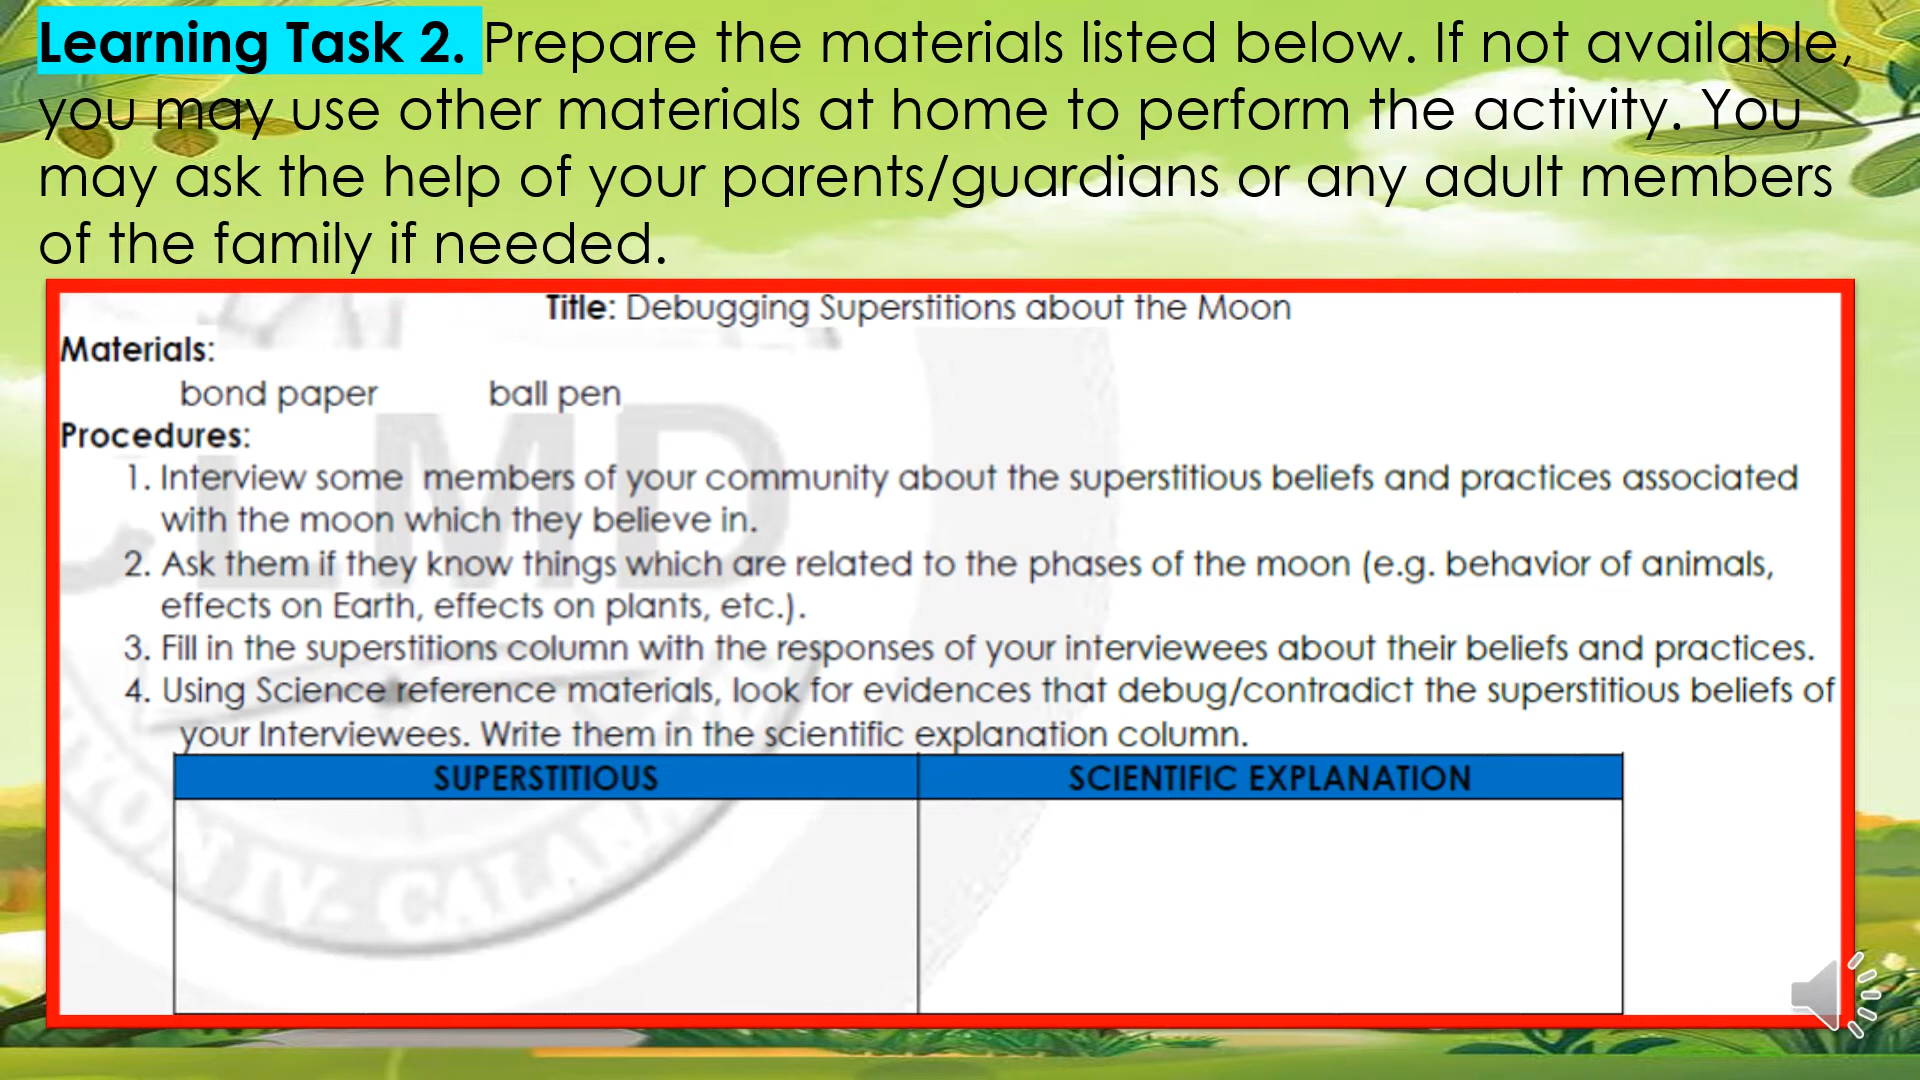 Learning Task 2. Prepare the materials listed below. If not available,
you may use other materials at home to perform the activity. You
may ask the help of your parents/guardians or any adult members
of the family if needed.
Title: Debugging Superstitions about the Moon
Materials:
bond paper ball pen
Procedures:
1. Interview some members of your community about the superstitious beliefs and practices associated
with the moon which they believe in.
2. Ask them if they know things which are related to the phases of the moon (e.g. behavior of animals,
effects on Earth, effects on plants, etc.).
3. Fill in the superstitions column with the responses of your interviewees about their beliefs and practices.
4. Using Science reference materials, look for evidences that debug/contradict the superstitious beliefs of
your Interviewees. Write them in the scientific explanation column.
SUPERSTITIOUS SCIENTIFIC EXPLANATION